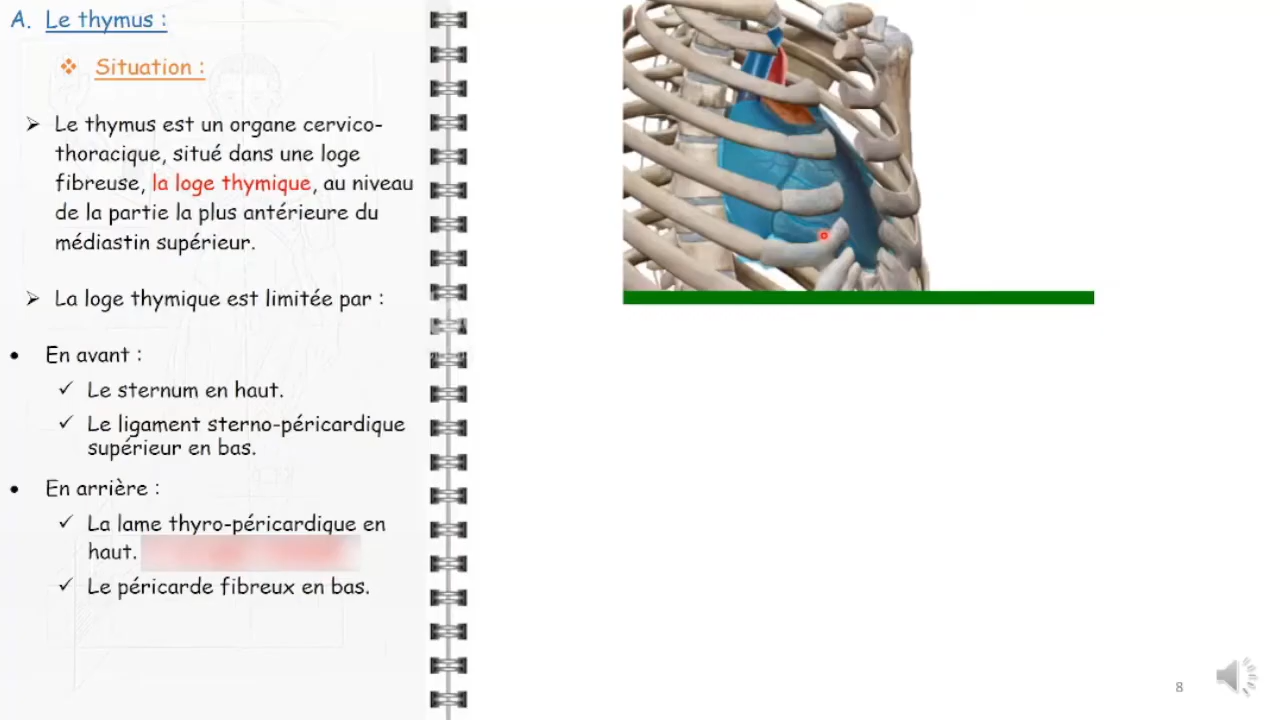 A. Le thymus :
❖ Situation :
➢ Le thymus est un organe cervico-
thoracique, situé dans une loge
fibreuse, la loge thymique, au niveau
de la partie la plus antérieure du
médiastin supérieur.
➢ La loge thymique est limitée par :
• En avant :
✓ Le sternum en haut.
✓ Le ligament sterno-péricardique
supérieur en bas.
• En arrière :
✓ La lame thyro-péricardique en
haut.
✓ Le péricarde fibreux en bas.
8